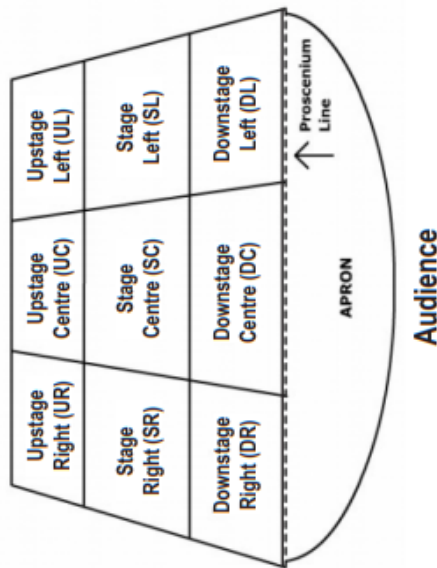 Upstage
Right (UR)
Upstage
Centre (UC)
Upstage
Left (UL)
Stage
Right (SR)
Stage
Centre (SC)
Stage
Left (SL)
Downstage
Right (DR)
Downstage
Centre (DC)
Downstage
Left (DL)
Proscenium
Line
APRON
Audience